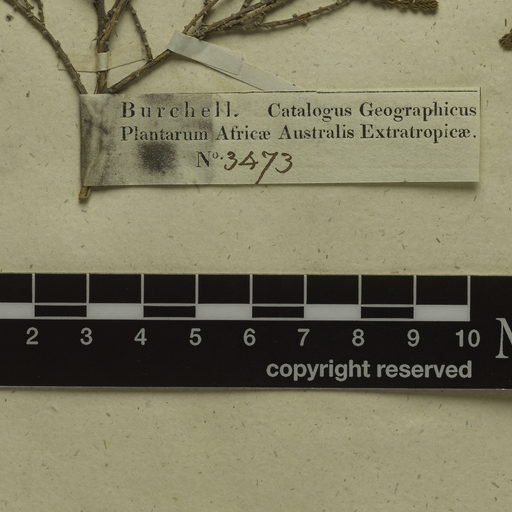 Burchell. Catalogus Geographicus
Plantarum Africæ Australis Extratropicæ.
No. 3473
2 3 4 5 6 7 8 9 10
copyright reserved